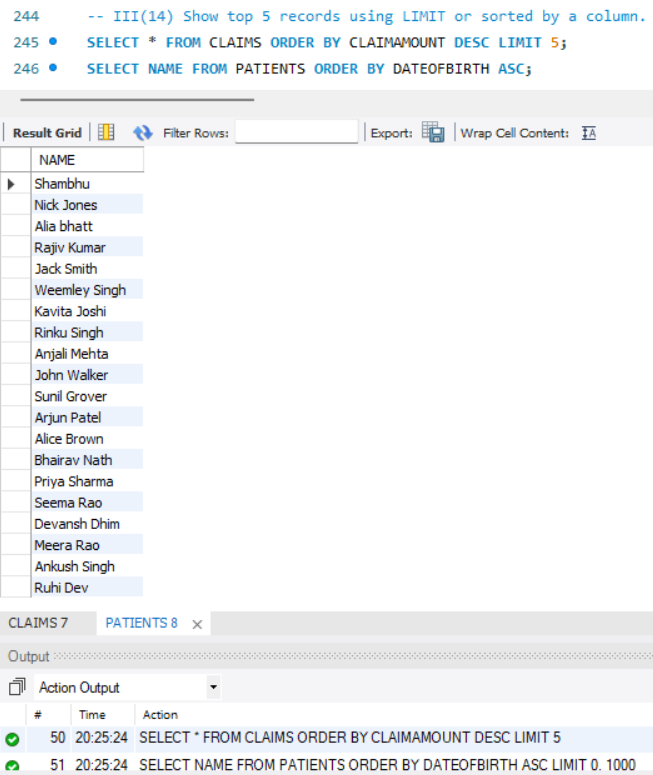 244 -- III(14) Show top 5 records using LIMIT or sorted by a column.
245 SELECT * FROM CLAIMS ORDER BY CLAIMAMOUNT DESC LIMIT 5;
246 SELECT NAME FROM PATIENTS ORDER BY DATEOFBIRTH ASC;
Result Grid Filter Rows: Export: Wrap Cell Content: IA
NAME
Shambhu
Nick Jones
Alia bhatt
Rajiv Kumar
Jack Smith
Weemley Singh
Kavita Joshi
Rinku Singh
Anjali Mehta
John Walker
Sunil Grover
Arjun Patel
Alice Brown
Bhairav Nath
Priya Sharma
Seema Rao
Devansh Dhim
Meera Rao
Ankush Singh
Ruhi Dev
CLAIMS 7 PATIENTS 8
Output
Action Output
# Time Action
50 20:25:24 SELECT * FROM CLAIMS ORDER BY CLAIMAMOUNT DESC LIMIT 5
51 20:25:24 SELECT NAME FROM PATIENTS ORDER BY DATEOFBIRTH ASC LIMIT 0, 1000